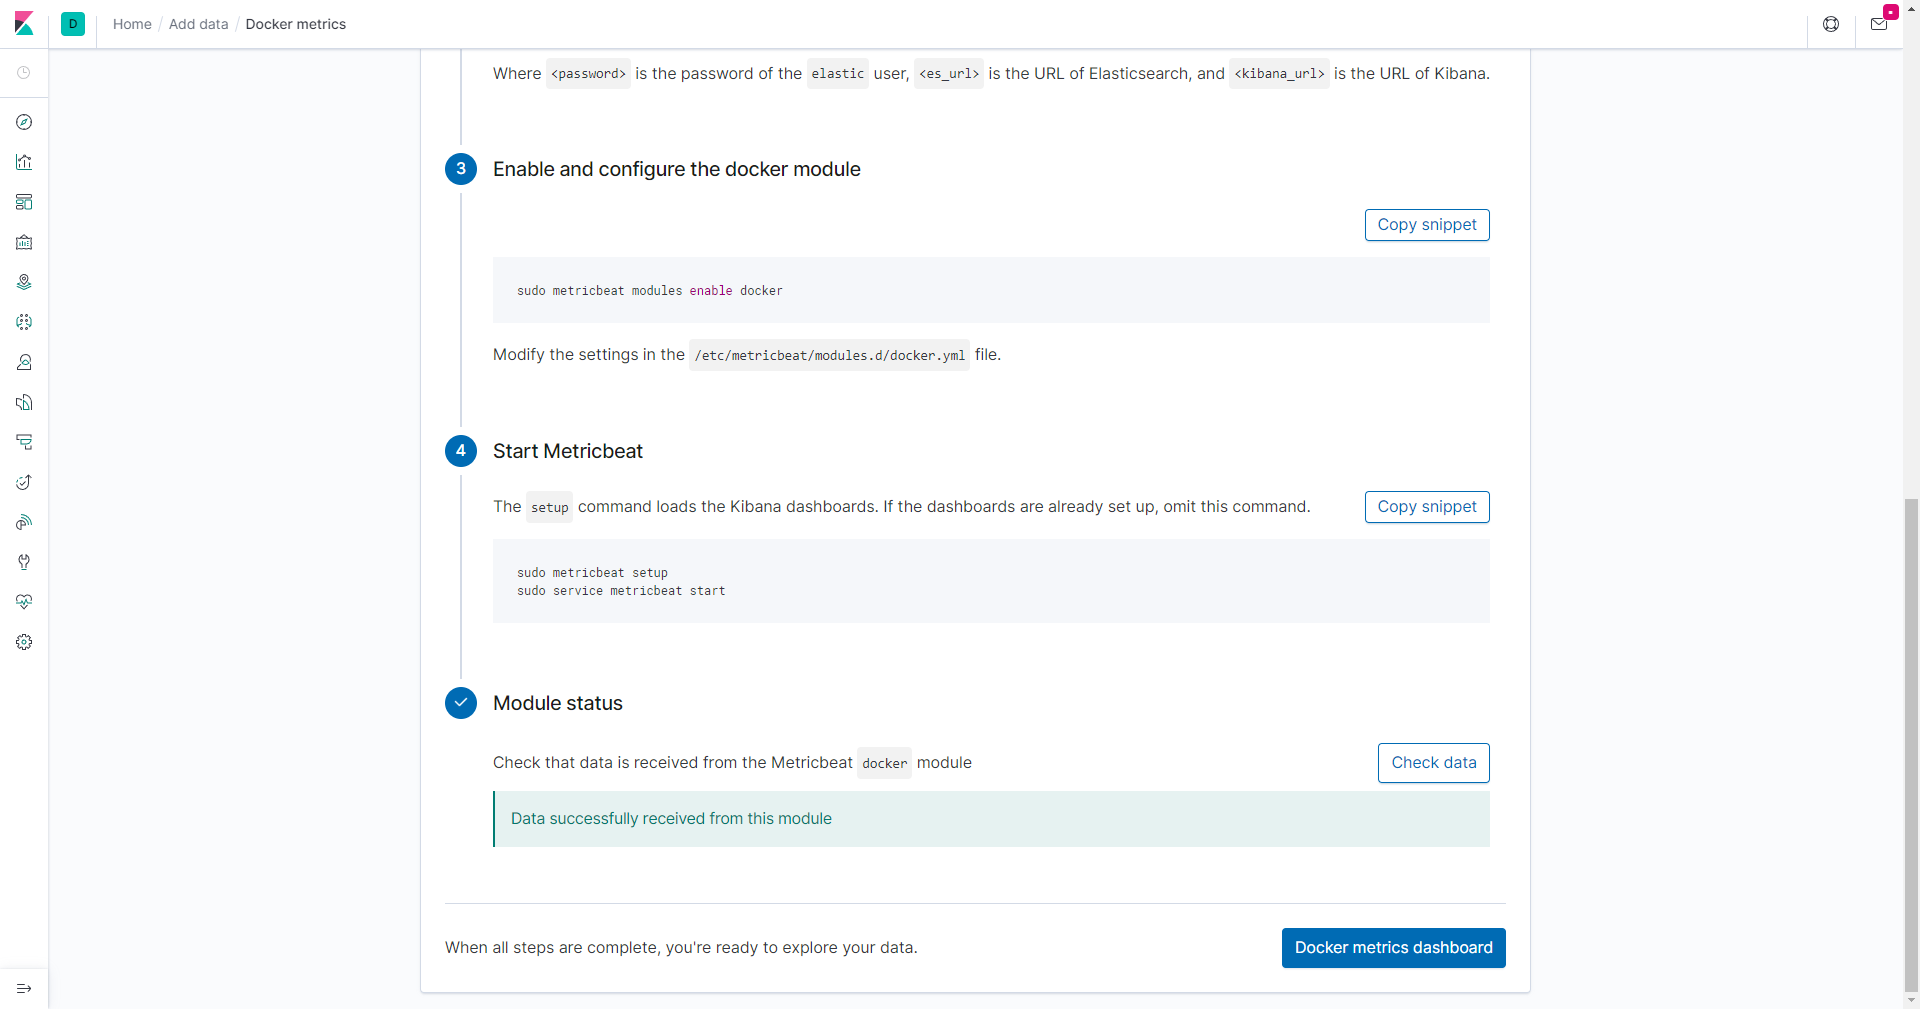 D
Home / Add data / Docker metrics
Where <password> is the password of the elastic user, <es_url> is the URL of Elasticsearch, and <kibana_url> is the URL of Kibana.
3 Enable and configure the docker module
Copy snippet
sudo metricbeat modules enable docker
Modify the settings in the /etc/metricbeat/modules.d/docker.yml file.
4 Start Metricbeat
The setup command loads the Kibana dashboards. If the dashboards are already set up, omit this command.
Copy snippet
sudo metricbeat setup
sudo service metricbeat start
Module status
Check that data is received from the Metricbeat docker module
Check data
Data successfully received from this module
When all steps are complete, you're ready to explore your data.
Docker metrics dashboard